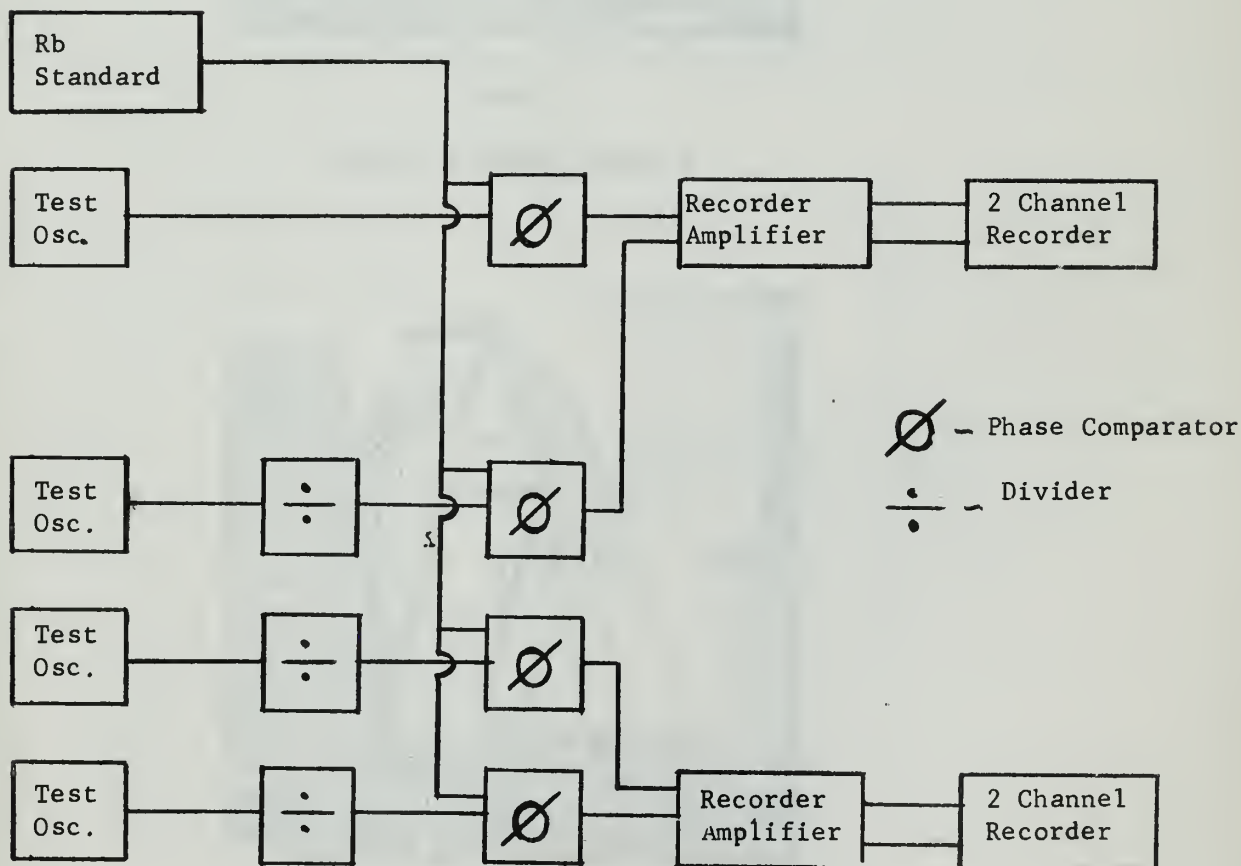 Rb
Standard
Test
Osc.
Ø
Recorder
Amplifier
2 Channel
Recorder
Ø – Phase Comparator
÷ – Divider
Test
Osc.
÷
Ø
Test
Osc.
÷
Ø
Test
Osc.
÷
Ø
Recorder
Amplifier
2 Channel
Recorder